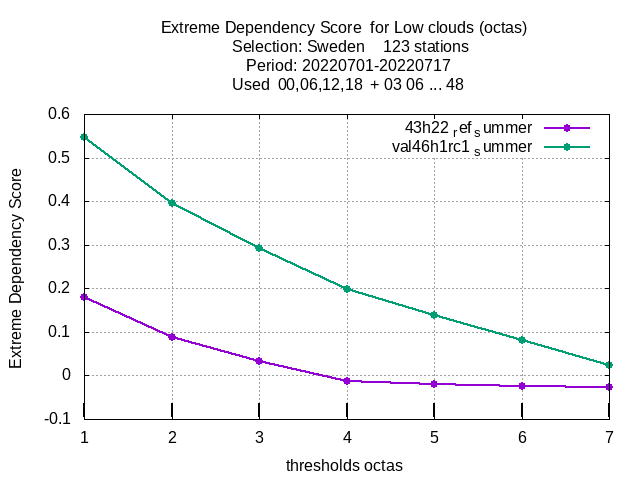 Extreme Dependency Score  for Low clouds (octas)
Selection: Sweden    123 stations
Period: 20220701-20220717
Used  00,06,12,18  + 03 06 ... 48
43h22 ref summer
val46h1rc1 summer
Extreme Dependency Score
0.6
0.5
0.4
0.3
0.2
0.1
0
-0.1
1 2 3 4 5 6 7
thresholds octas